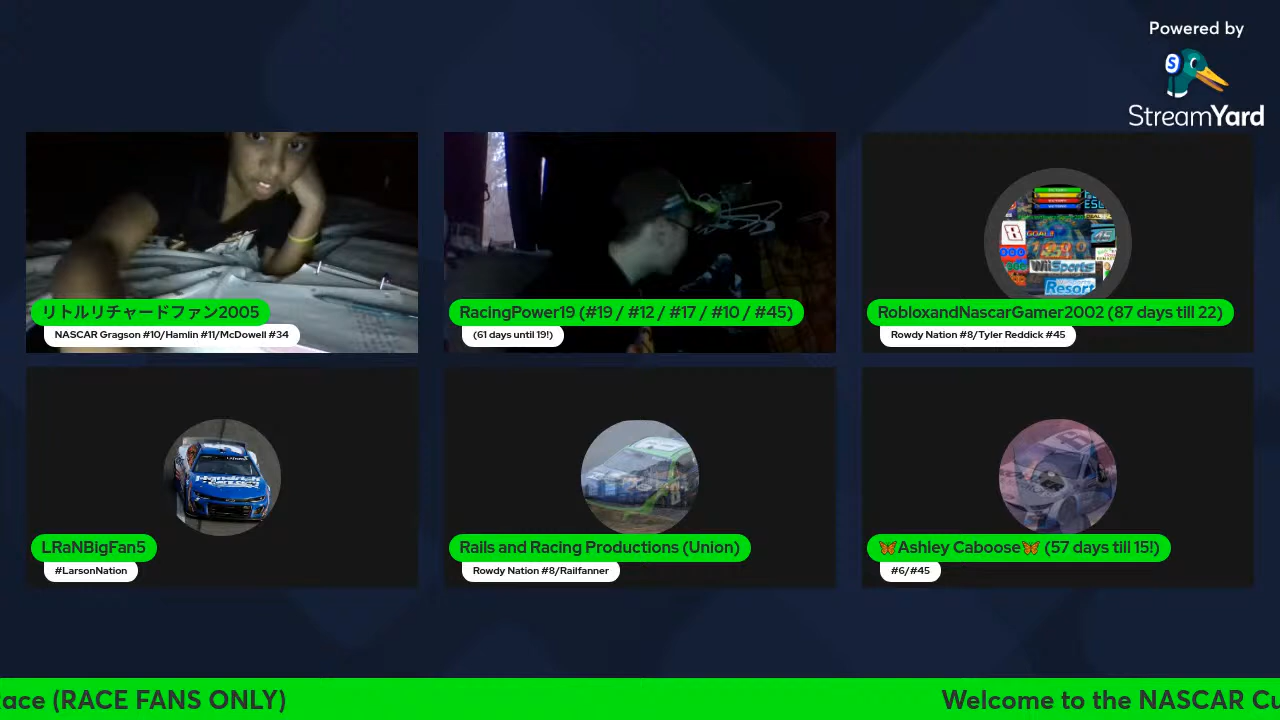 Powered by
StreamYard
リトルリチャードファン2005
NASCAR Gragson #10/Hamlin #11/McDowell #34
RacingPower19 (#19 / #12 / #17 / #10 / #45)
(61 days until 19!)
WilSports
Resort
RobloxandNascarGamer2002 (87 days till 22)
Rowdy Nation #8/Tyler Reddick #45
LRaNBigFan5
#LarsonNation
Rails and Racing Productions (Union)
Rowdy Nation #8/Railfanner
🦋Ashley Caboose🦋 (57 days till 15!)
#6/#45
ace (RACE FANS ONLY)
Welcome to the NASCAR Cu